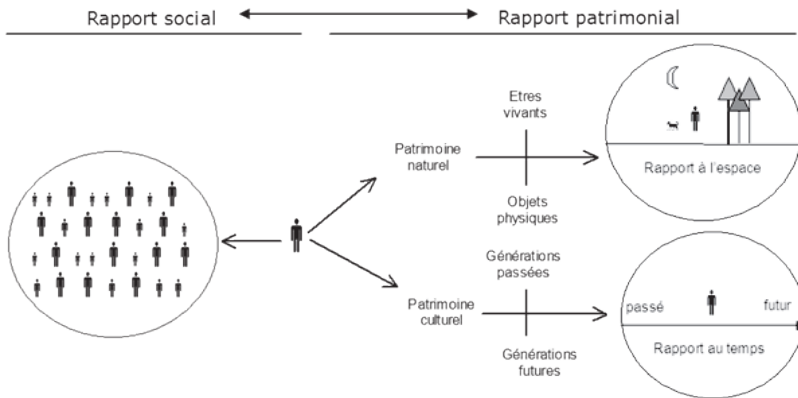 Rapport social
Rapport patrimonial
Etres
vivants
Patrimoine
naturel
Objets
physiques
Rapport à l'espace
Générations
passées
Patrimoine
culturel
Générations
futures
passé
futur
Rapport au temps